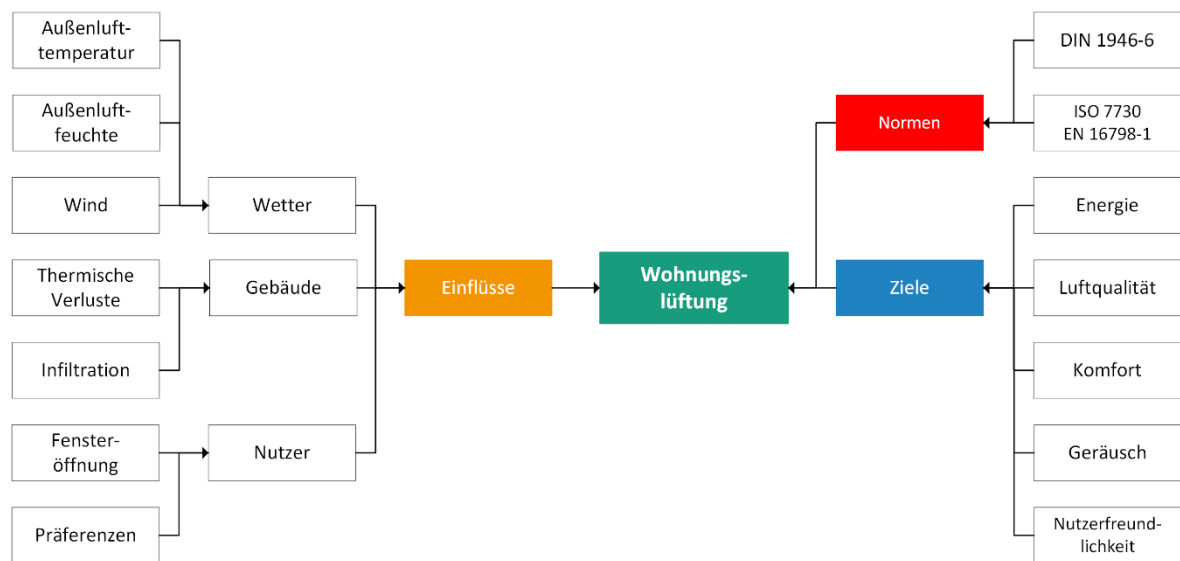 Außenluft-
temperatur
Außenluft-
feuchte
Wind
Thermische
Verluste
Infiltration
Fenster-
öffnung
Präferenzen
Wetter
Gebäude
Nutzer
Einflüsse
Wohnungs-
lüftung
Normen
Ziele
DIN 1946-6
ISO 7730
EN 16798-1
Energie
Luftqualität
Komfort
Geräusch
Nutzerfreund-
lichkeit